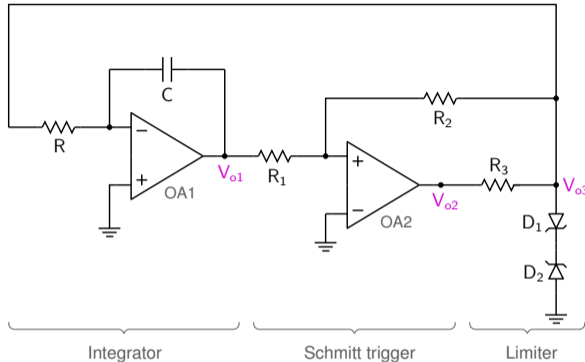 C
R₂
R
R₁
R₃
− + OA1
+ − OA2
Vo1
Vo2
Vo3
D₁
D₂
Integrator
Schmitt trigger
Limiter